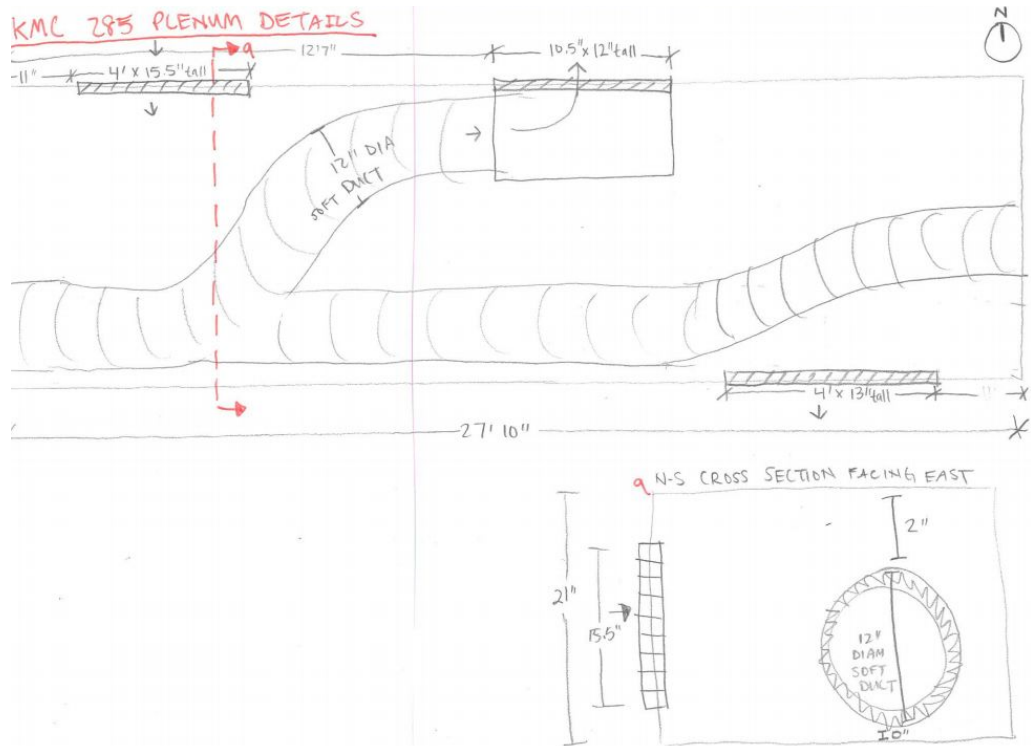 KMC 285 PLENUM DETAILS
N
a
12'7"
10.5" x 12" tall
-11"
4' x 15.5" tall
12" DIA
SOFT DUCT
4' x 13" tall
27' 10"
a N-S CROSS SECTION FACING EAST
2"
21"
15.5"
12"
DIAM
SOFT
DUCT
0"